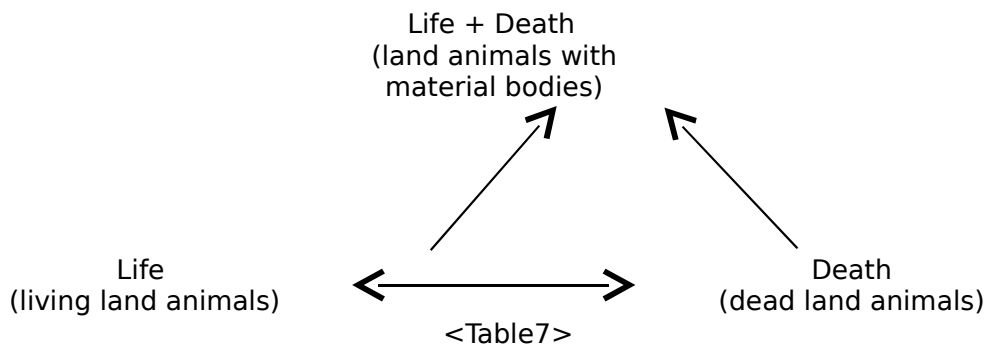 Life + Death
(land animals with
material bodies)
Life
(living land animals)
Death
(dead land animals)
<Table7>